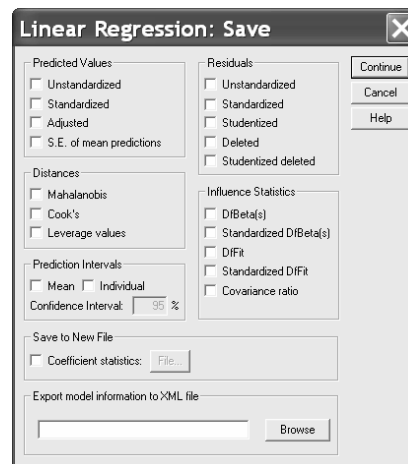 Linear Regression: Save
Predicted Values
Unstandardized
Standardized
Adjusted
S.E. of mean predictions
Distances
Mahalanobis
Cook's
Leverage values
Prediction Intervals
Mean Individual
Confidence Interval: 95 %
Residuals
Unstandardized
Standardized
Studentized
Deleted
Studentized deleted
Influence Statistics
DfBeta(s)
Standardized DfBeta(s)
DfFit
Standardized DfFit
Covariance ratio
Save to New File
Coefficient statistics: File...
Export model information to XML file
Browse
Continue
Cancel
Help